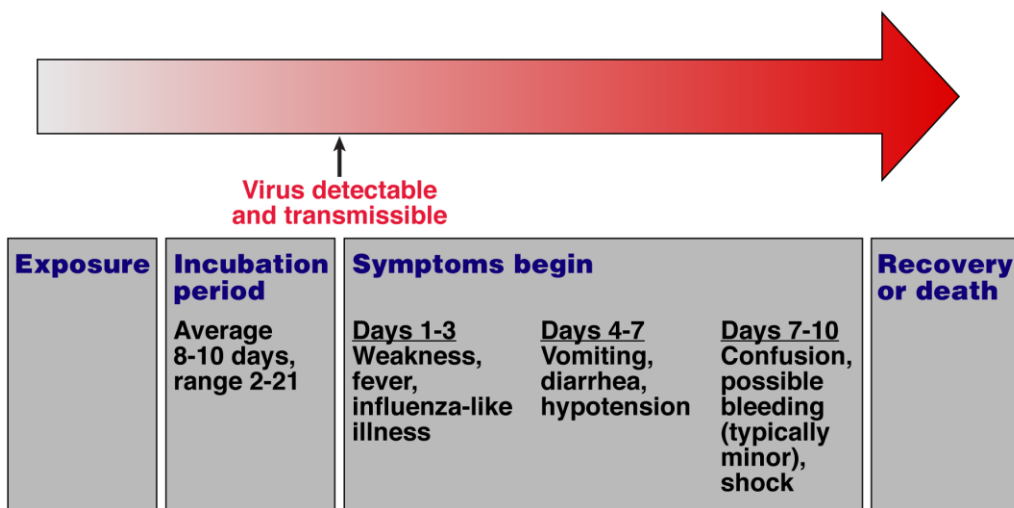 Virus detectable
and transmissible
Exposure
Incubation
period
Average
8-10 days,
range 2-21
Symptoms begin
Days 1-3
Weakness,
fever,
influenza-like
illness
Days 4-7
Vomiting,
diarrhea,
hypotension
Days 7-10
Confusion,
possible
bleeding
(typically
minor),
shock
Recovery
or death